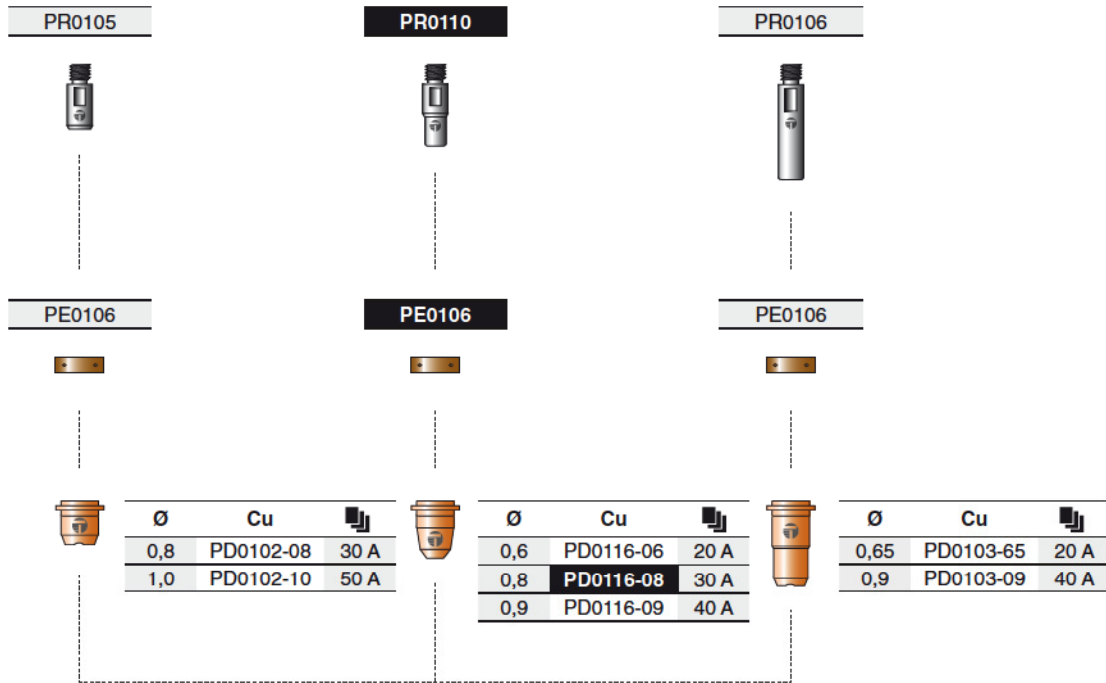 PR0105 PR0110 PR0106
PE0106 PE0106 PE0106
Ø Cu
0,8 PD0102-08 30 A
1,0 PD0102-10 50 A
Ø Cu
0,6 PD0116-06 20 A
0,8 PD0116-08 30 A
0,9 PD0116-09 40 A
Ø Cu
0,65 PD0103-65 20 A
0,9 PD0103-09 40 A